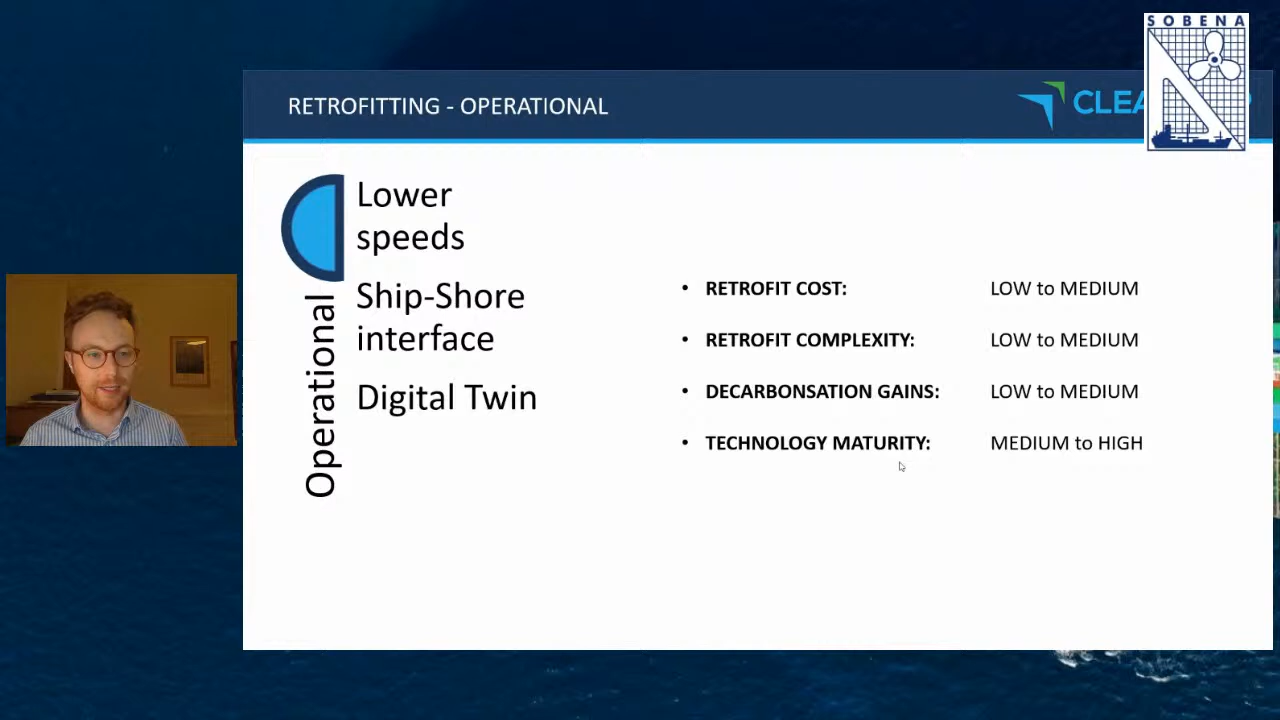 SOBENA
RETROFITTING - OPERATIONAL
Operational
Lower
speeds
Ship-Shore
interface
Digital Twin
• RETROFIT COST: LOW to MEDIUM
• RETROFIT COMPLEXITY: LOW to MEDIUM
• DECARBONSATION GAINS: LOW to MEDIUM
• TECHNOLOGY MATURITY: MEDIUM to HIGH